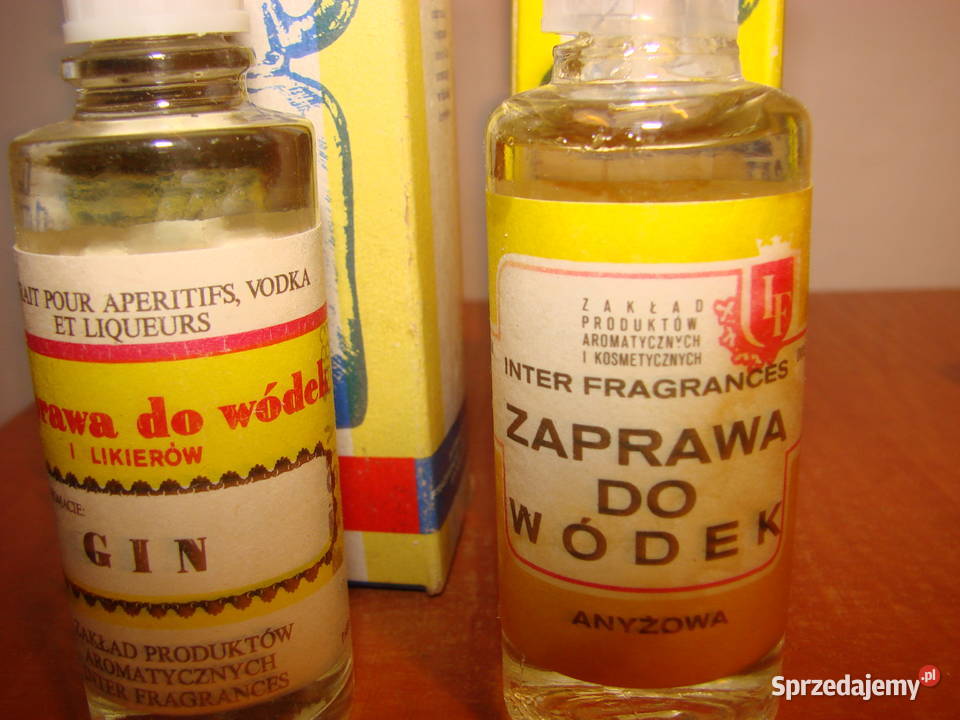 RAIT POUR APERITIFS, VODKA
ET LIQUEURS
rawa do wódek
I LIKIERÓW
MACIE:
GIN
ZAKŁAD PRODUKTÓW
AROMATYCZNYCH
INTER FRAGRANCES
IF
ZAKŁAD
PRODUKTÓW
AROMATYCZNYCH
I KOSMETYCZNYCH
INTER FRAGRANCES
ZAPRAWA
DO
WÓDEK
ANYŻOWA
Sprzedajemy.pl